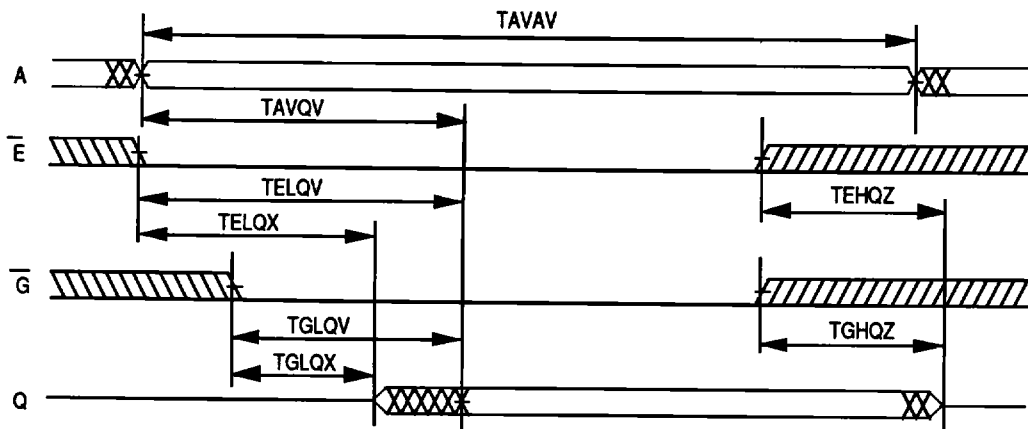 TAVAV
A
TAVQV
E̅
TELQV
TEHQZ
TELQX
G̅
TGLQV
TGHQZ
TGLQX
Q